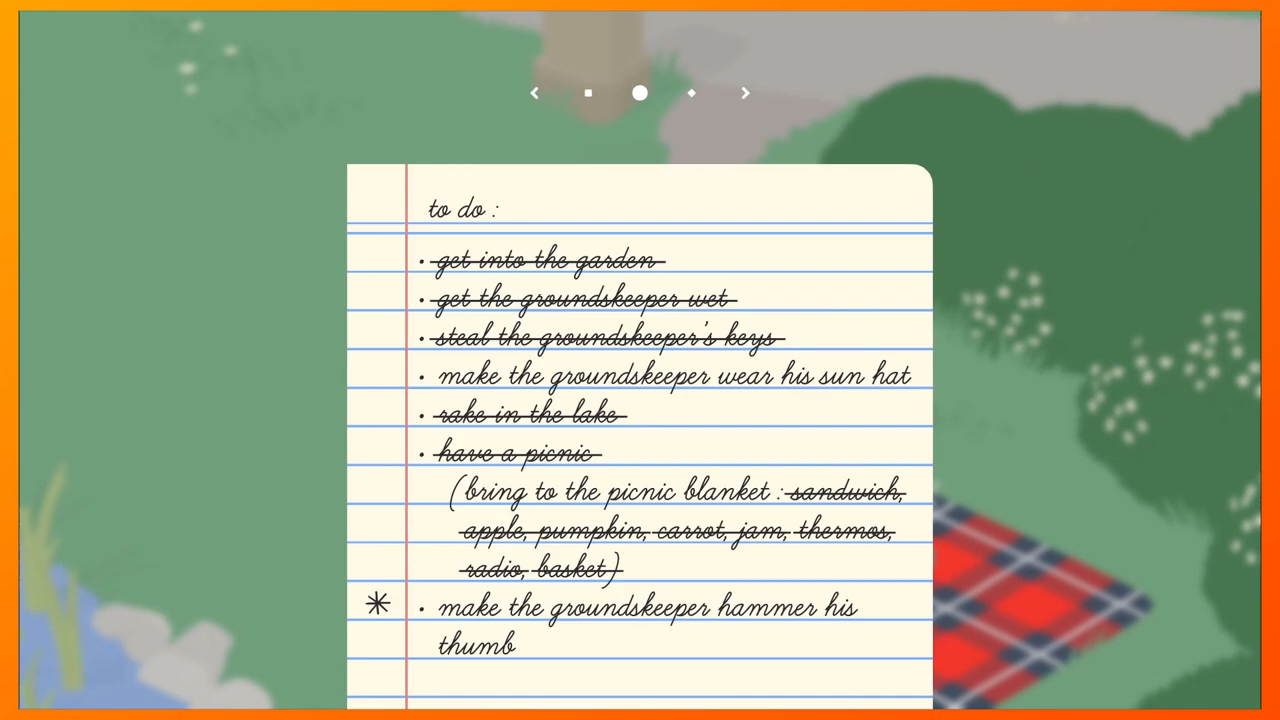 to do :
• get into the garden
• get the groundskeeper wet
• steal the groundskeeper's keys
• make the groundskeeper wear his sun hat
• rake in the lake
• have a picnic
(bring to the picnic blanket : sandwich,
apple, pumpkin, carrot, jam, thermos,
radio, basket)
• make the groundskeeper hammer his
thumb